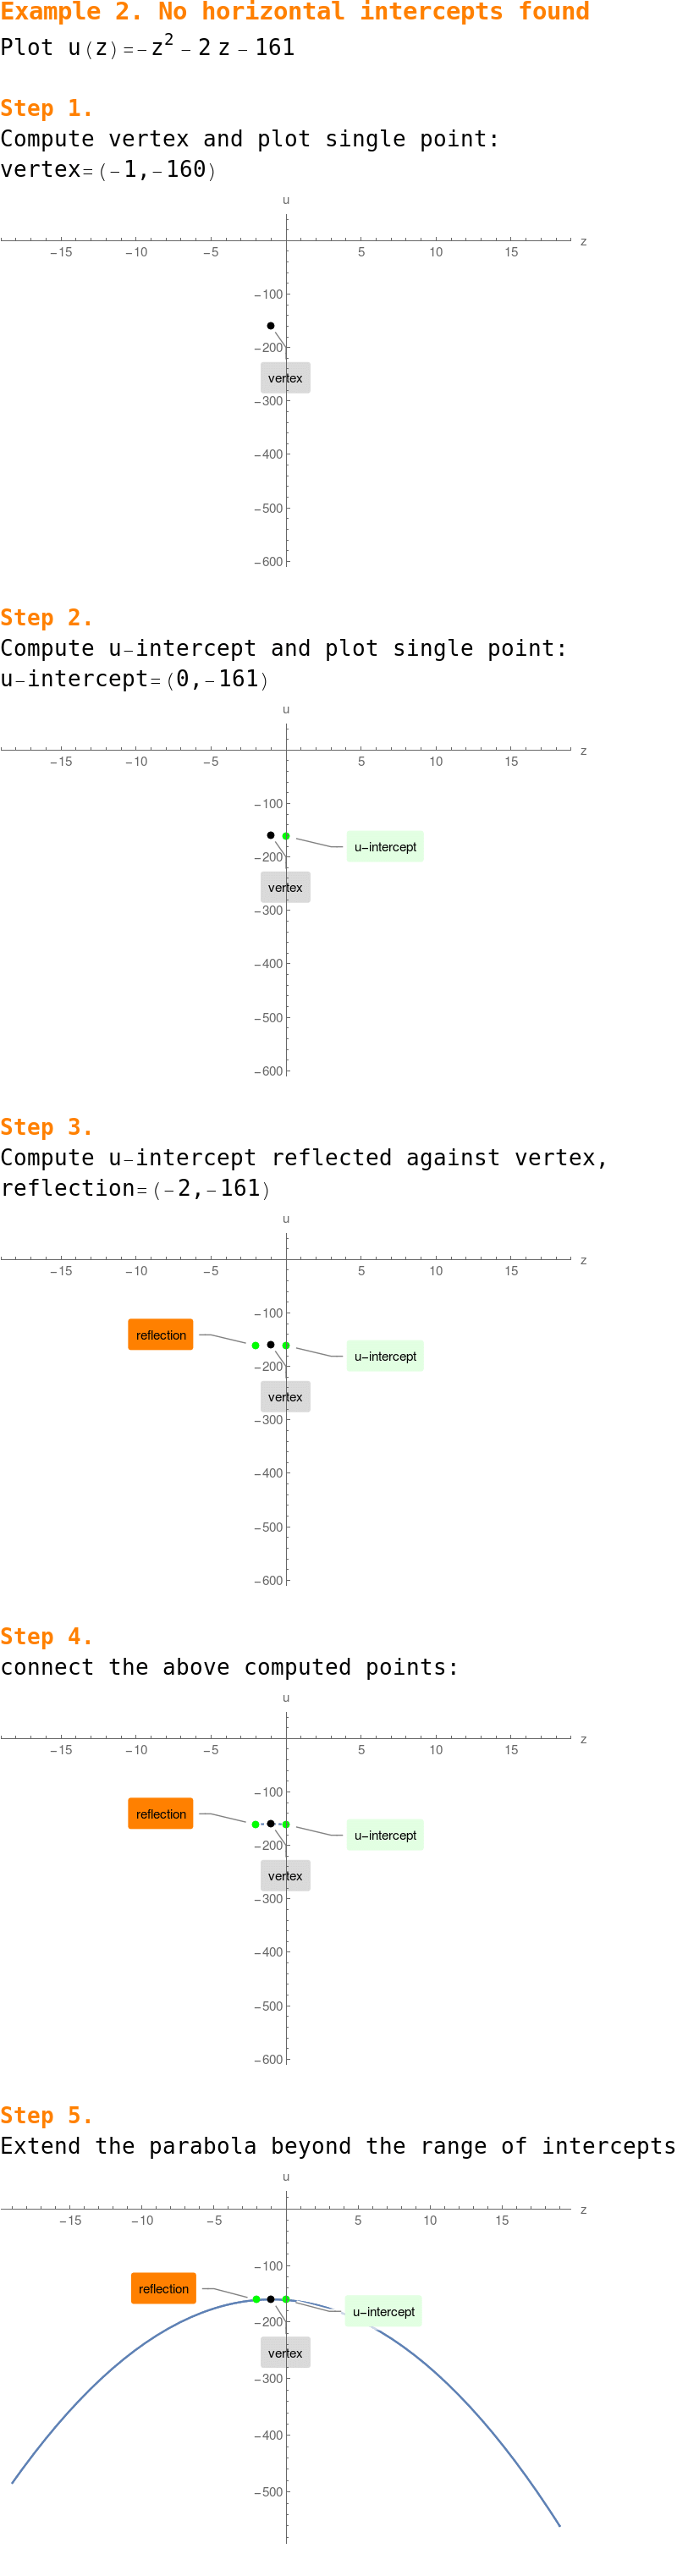 Example 2. No horizontal intercepts found
Plot u(z)=-z² - 2 z - 161
Step 1.
Compute vertex and plot single point:
vertex=(-1,-160)
u
z
-15 -10 -5 5 10 15
-100
-200
vertex
-300
-400
-500
-600
Step 2.
Compute u-intercept and plot single point:
u-intercept=(0,-161)
u
z
-15 -10 -5 5 10 15
-100
u-intercept
-200
vertex
-300
-400
-500
-600
Step 3.
Compute u-intercept reflected against vertex,
reflection=(-2,-161)
u
z
-15 -10 -5 5 10 15
-100
reflection
u-intercept
-200
vertex
-300
-400
-500
-600
Step 4.
connect the above computed points:
u
z
-15 -10 -5 5 10 15
-100
reflection
u-intercept
-200
vertex
-300
-400
-500
-600
Step 5.
Extend the parabola beyond the range of intercepts
u
z
-15 -10 -5 5 10 15
-100
reflection
u-intercept
-200
vertex
-300
-400
-500